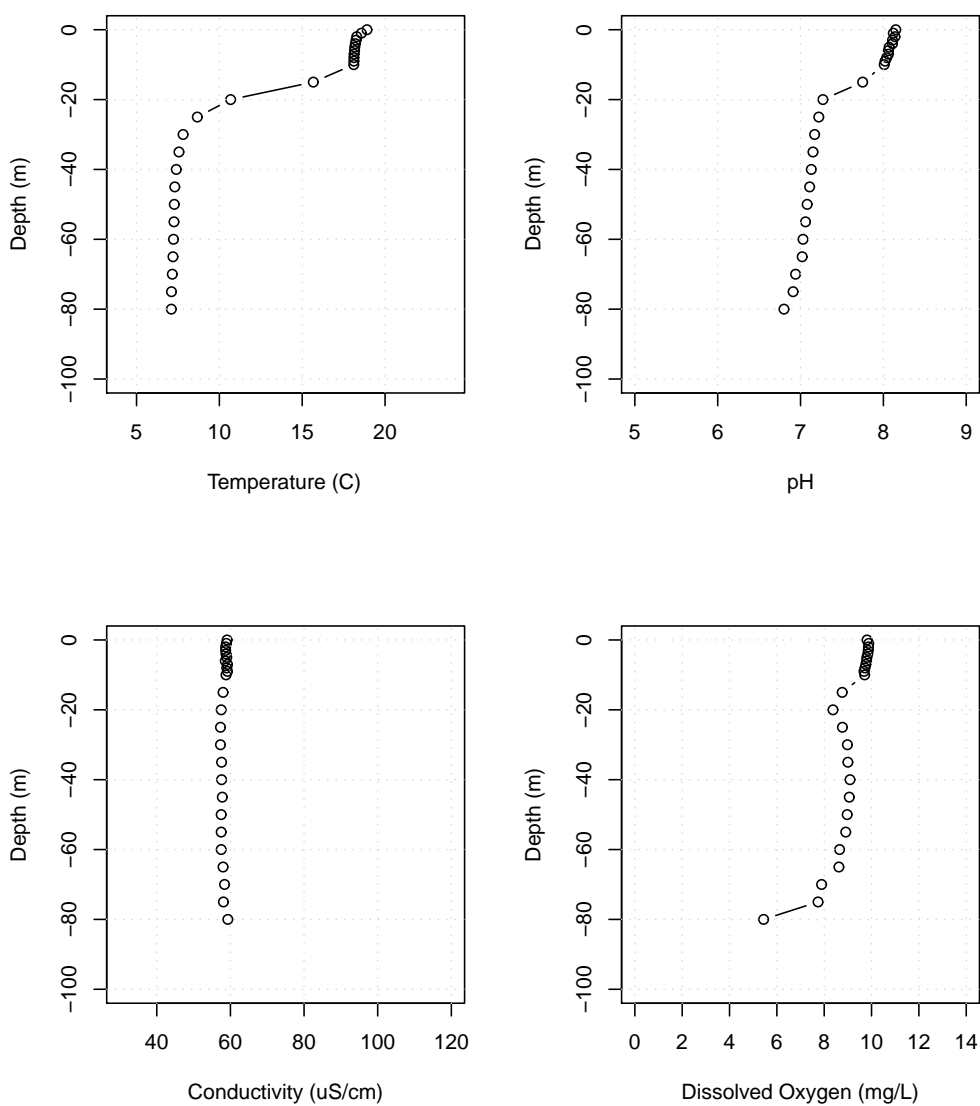 0
−20
−40
−60
−80
−100
Depth (m)
5 10 15 20
Temperature (C)
0
−20
−40
−60
−80
−100
Depth (m)
5 6 7 8 9
pH
0
−20
−40
−60
−80
−100
Depth (m)
40 60 80 100 120
Conductivity (uS/cm)
0
−20
−40
−60
−80
−100
Depth (m)
0 2 4 6 8 10 12 14
Dissolved Oxygen (mg/L)